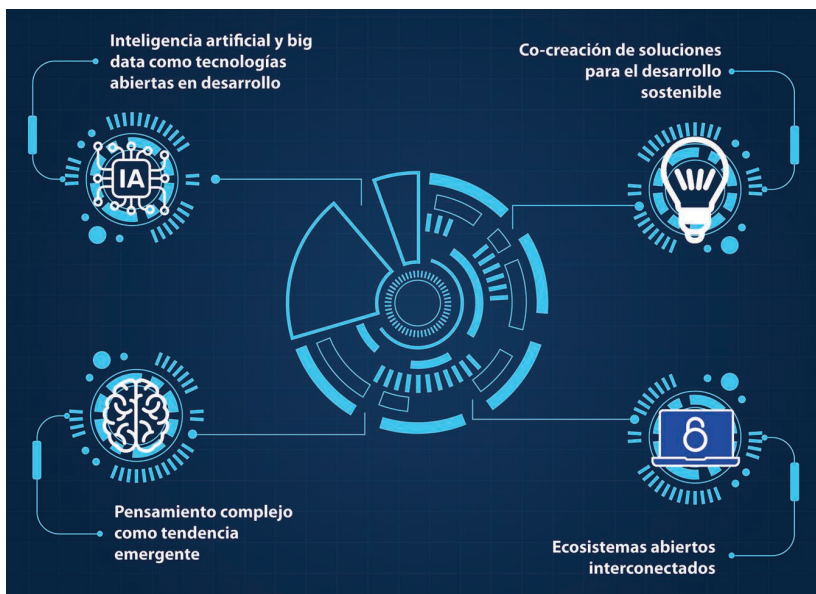 Inteligencia artificial y big
data como tecnologías
abiertas en desarrollo
IA
Co-creación de soluciones
para el desarrollo
sostenible
Pensamiento complejo
como tendencia
emergente
Ecosistemas abiertos
interconectados